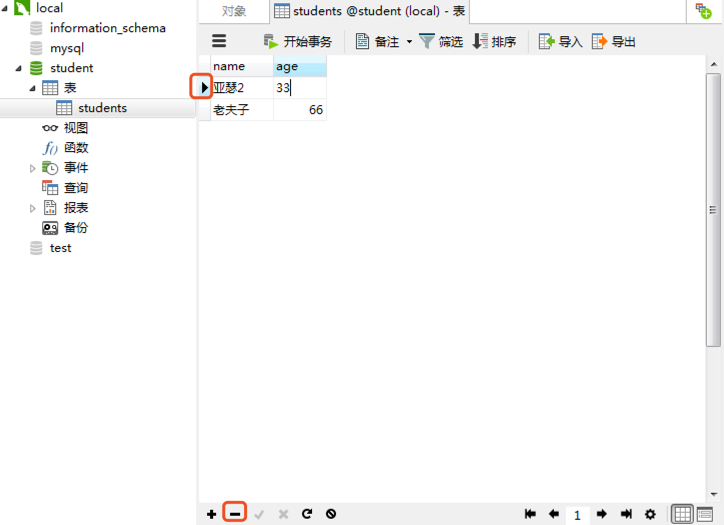 local
information_schema
mysql
student
表
students
视图
函数
事件
查询
报表
备份
test
对象
students @student (local) - 表
开始事务 备注 筛选 排序 导入 导出
name age
亚瑟2 33
老夫子 66
1